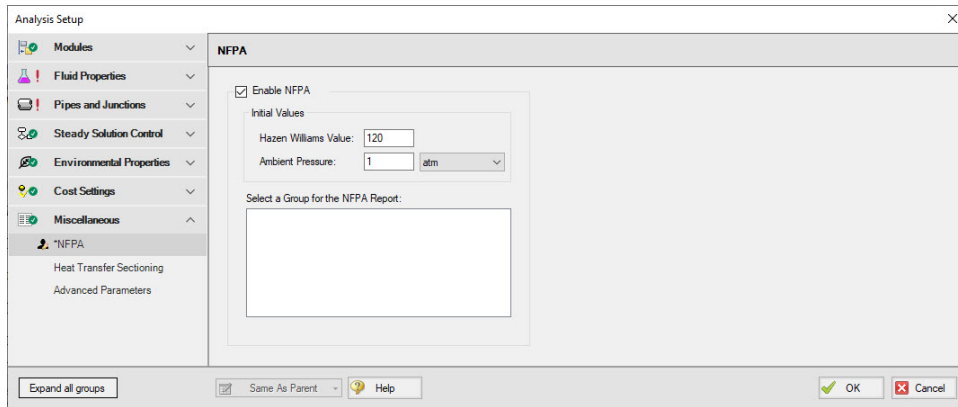 Analysis Setup
Modules
Fluid Properties
Pipes and Junctions
Steady Solution Control
Environmental Properties
Cost Settings
Miscellaneous
*NFPA
Heat Transfer Sectioning
Advanced Parameters
NFPA
Enable NFPA
Initial Values
Hazen Williams Value: 120
Ambient Pressure: 1 atm
Select a Group for the NFPA Report:
Expand all groups
Same As Parent
Help
OK
Cancel